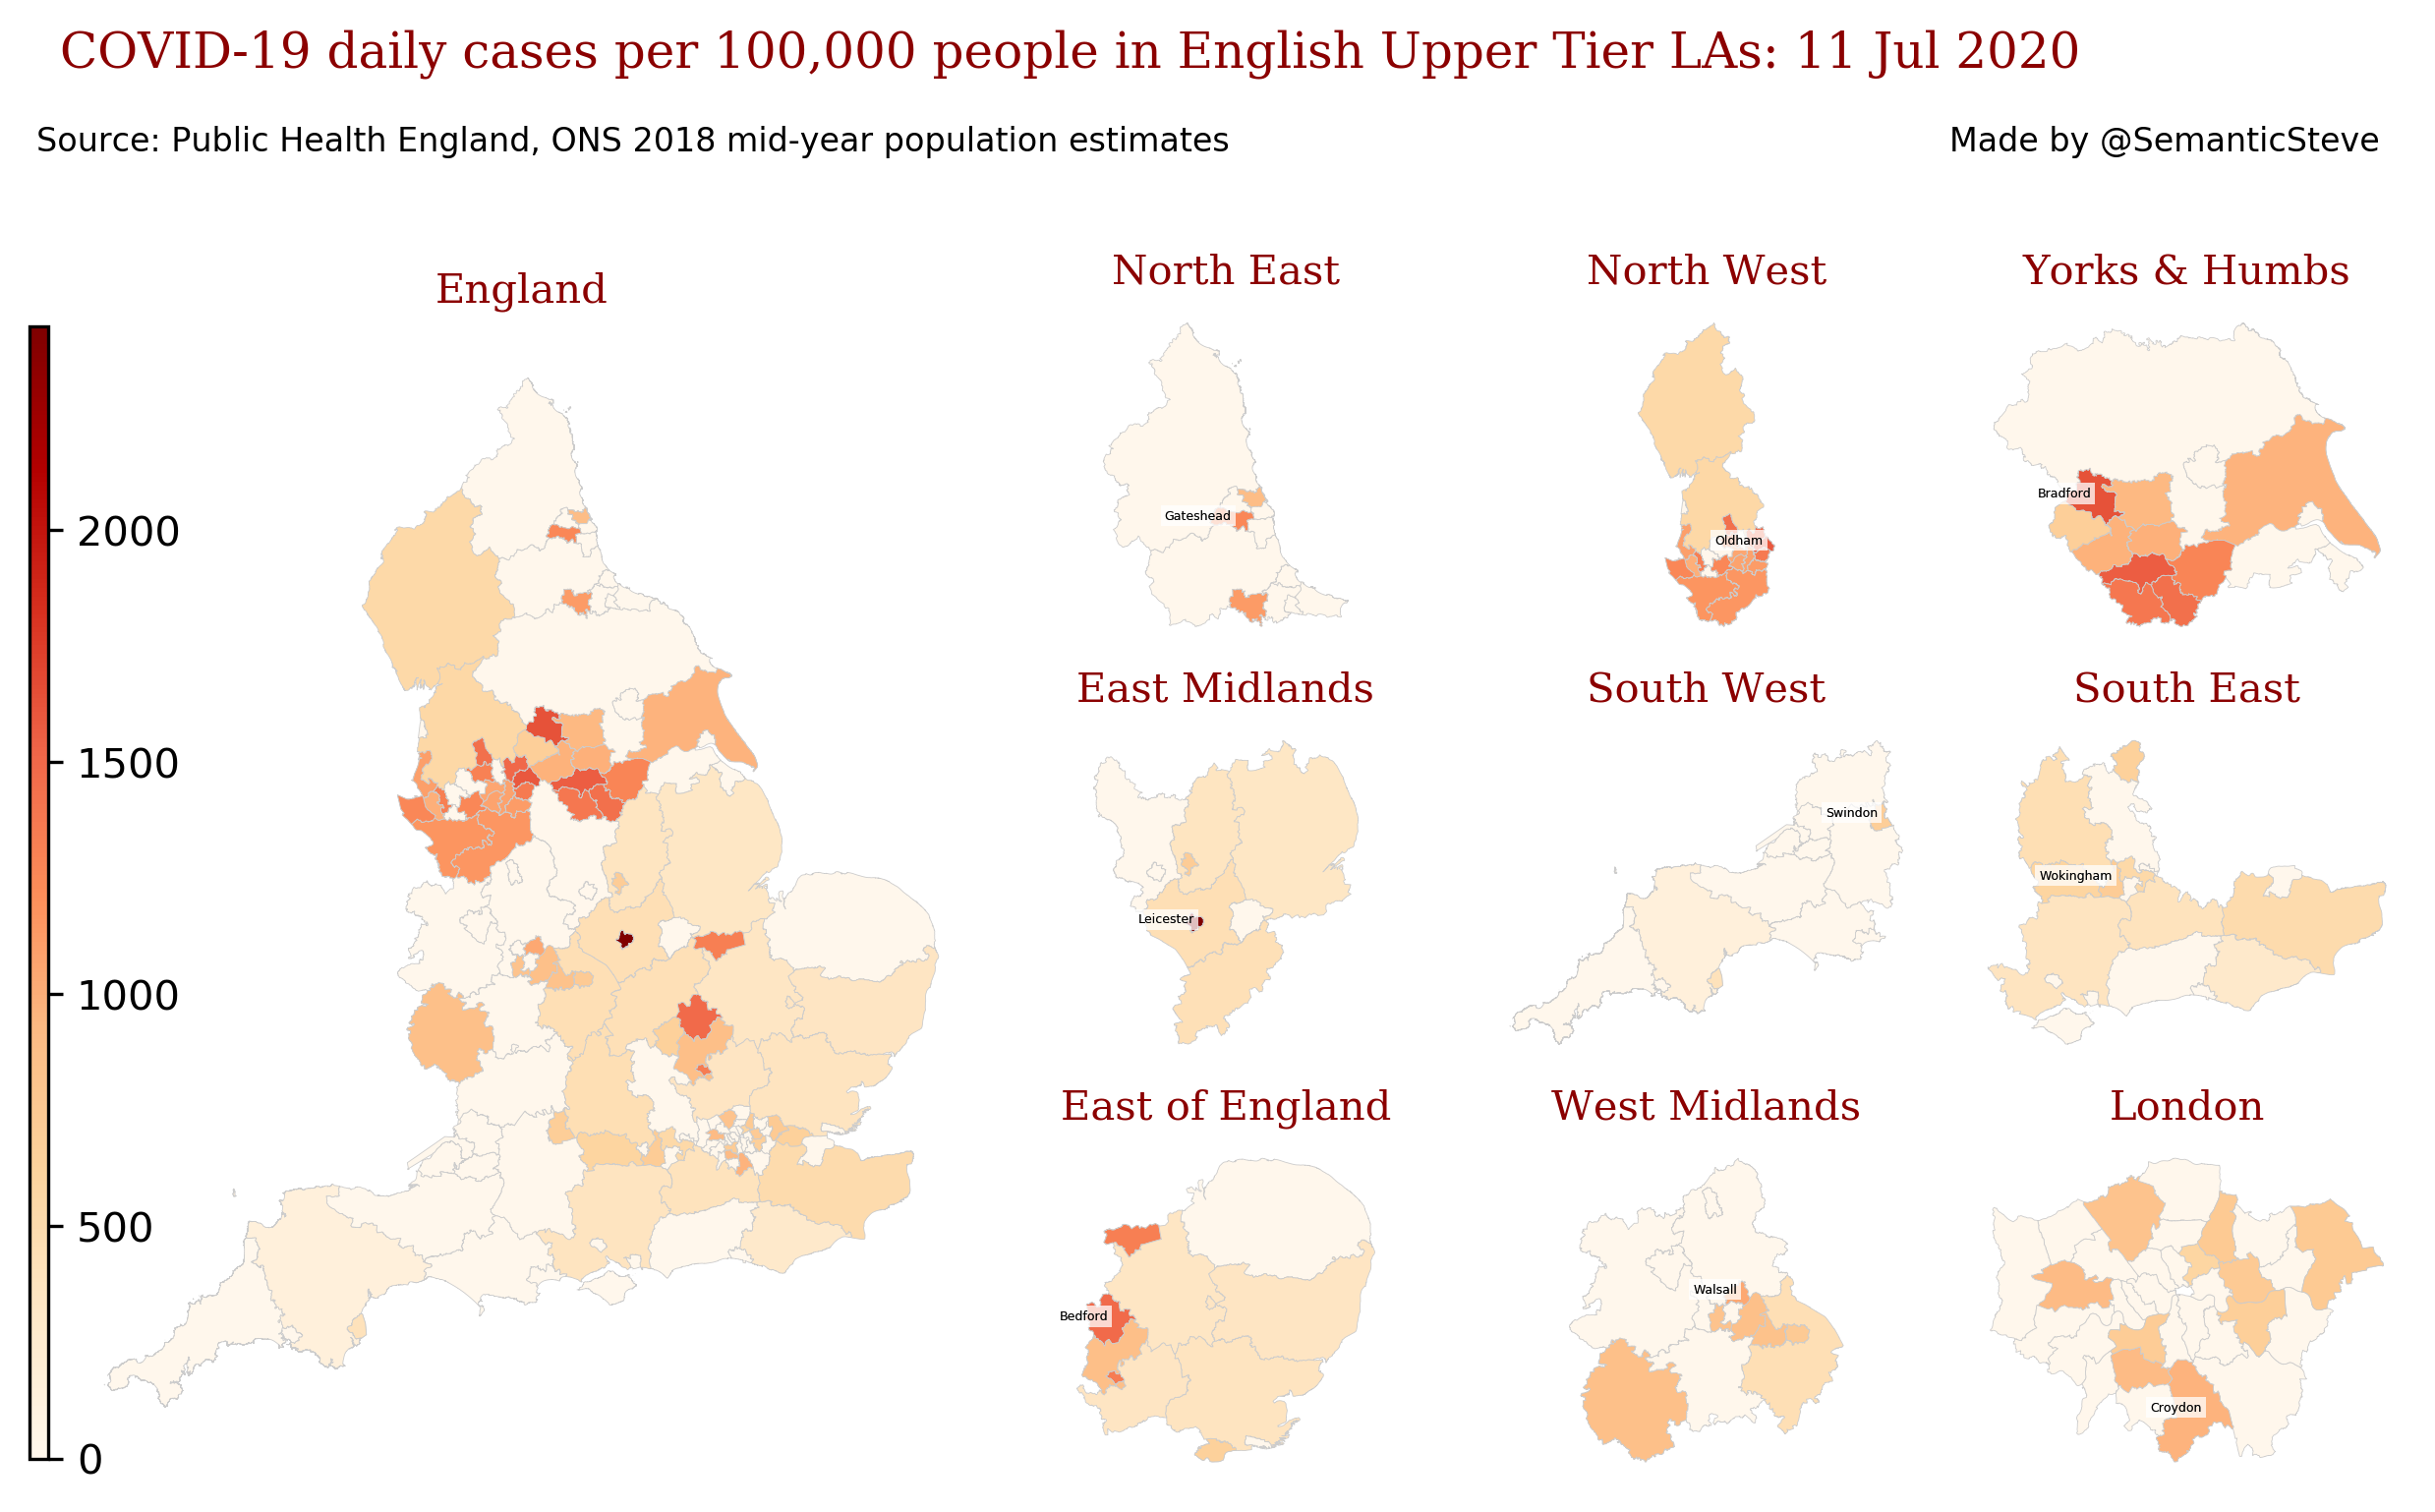 COVID-19 daily cases per 100,000 people in English Upper Tier LAs: 11 Jul 2020
Source: Public Health England, ONS 2018 mid-year population estimates
Made by @SemanticSteve
England
North East
North West
Yorks & Humbs
2000
1500
1000
500
0
Gateshead
Oldham
Bradford
East Midlands
South West
South East
Leicester
Swindon
Wokingham
East of England
West Midlands
London
Bedford
Walsall
Croydon